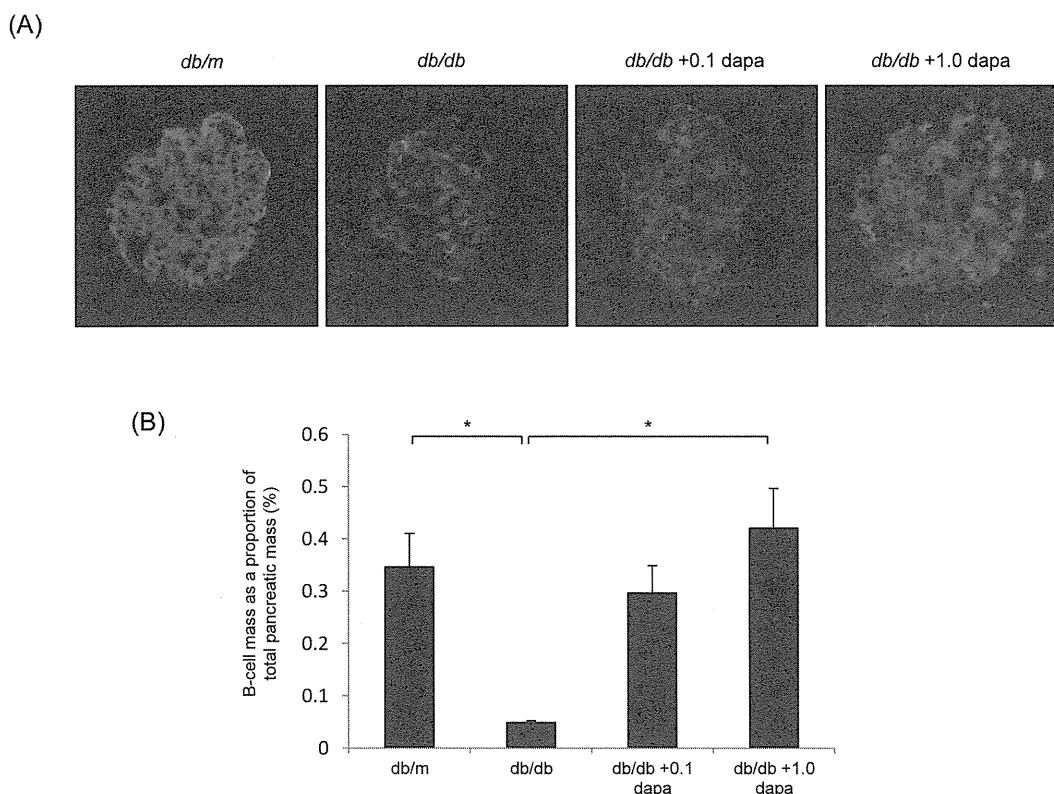 (A)
db/m db/db db/db +0.1 dapa db/db +1.0 dapa
(B)
B-cell mass as a proportion of
total pancreatic mass (%)
0.6
0.5
0.4
0.3
0.2
0.1
0
* *
db/m db/db db/db +0.1 db/db +1.0
dapa dapa